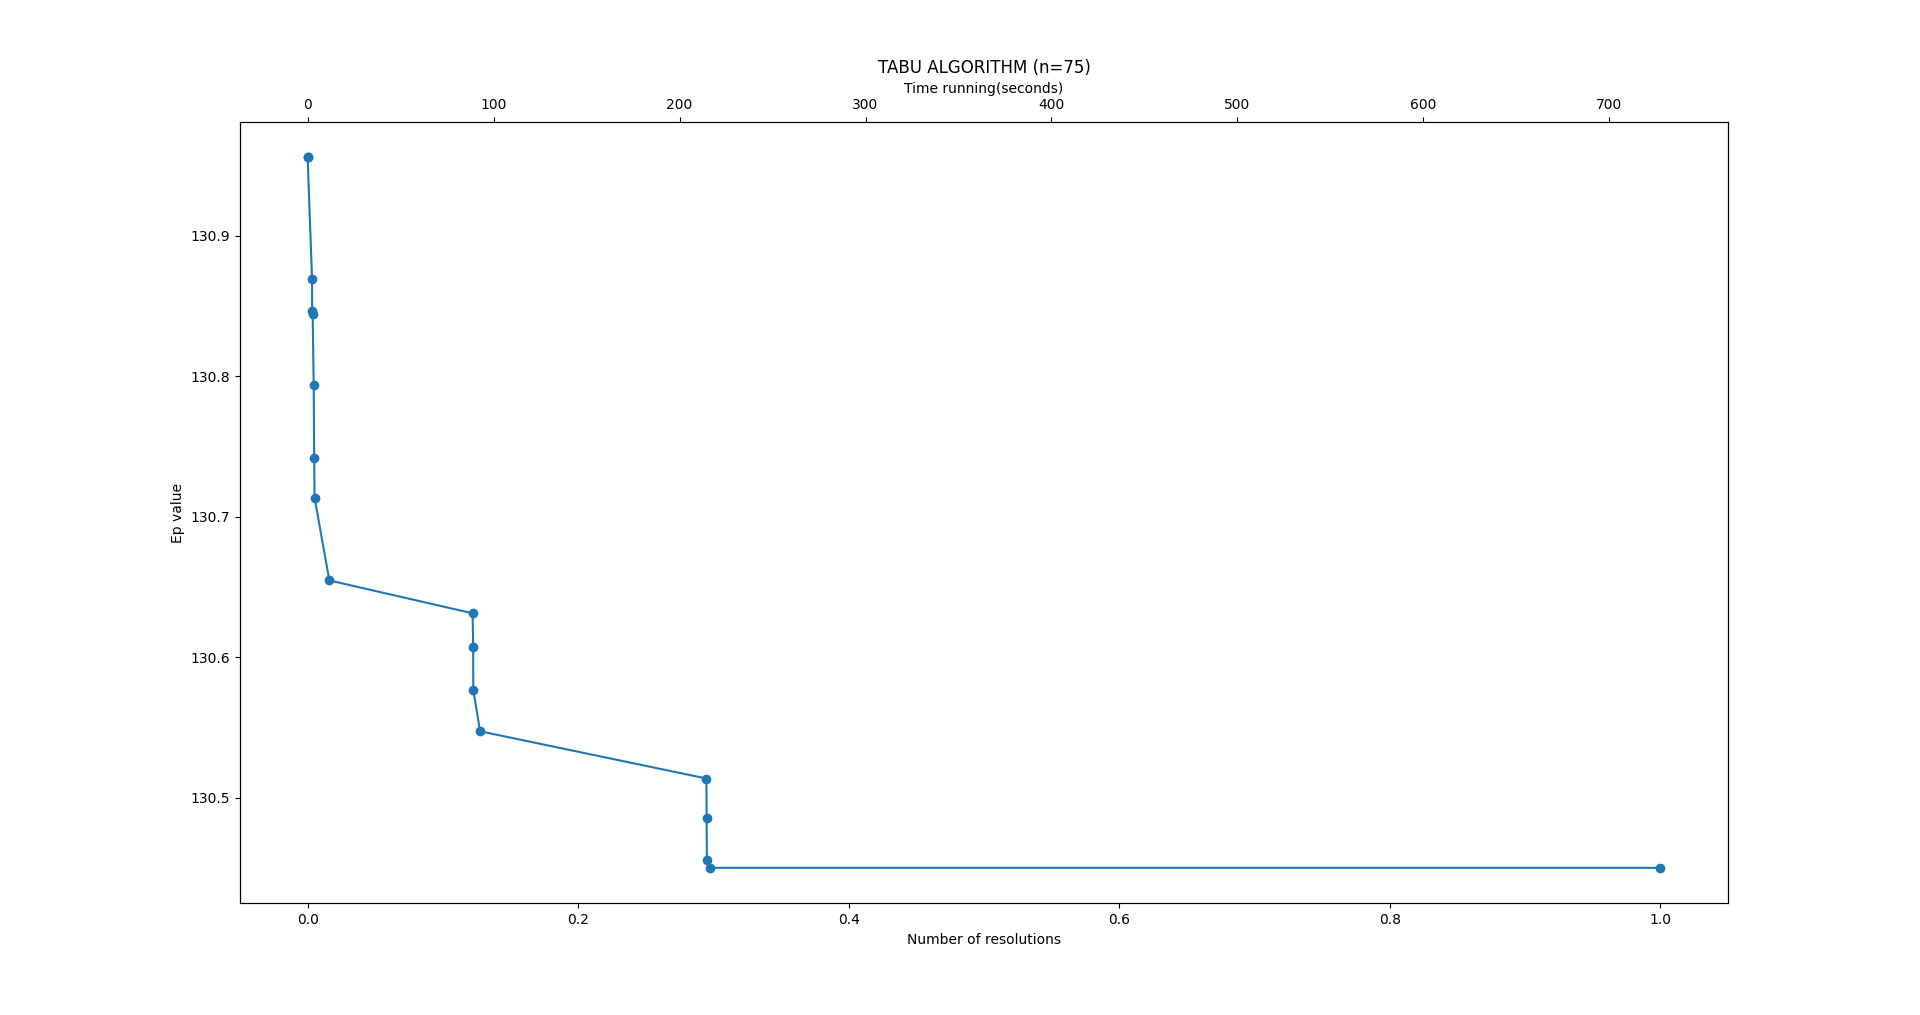 TABU ALGORITHM (n=75)
Time running(seconds)
0 100 200 300 400 500 600 700
130.9
130.8
130.7
130.6
130.5
Ep value
0.0 0.2 0.4 0.6 0.8 1.0
Number of resolutions